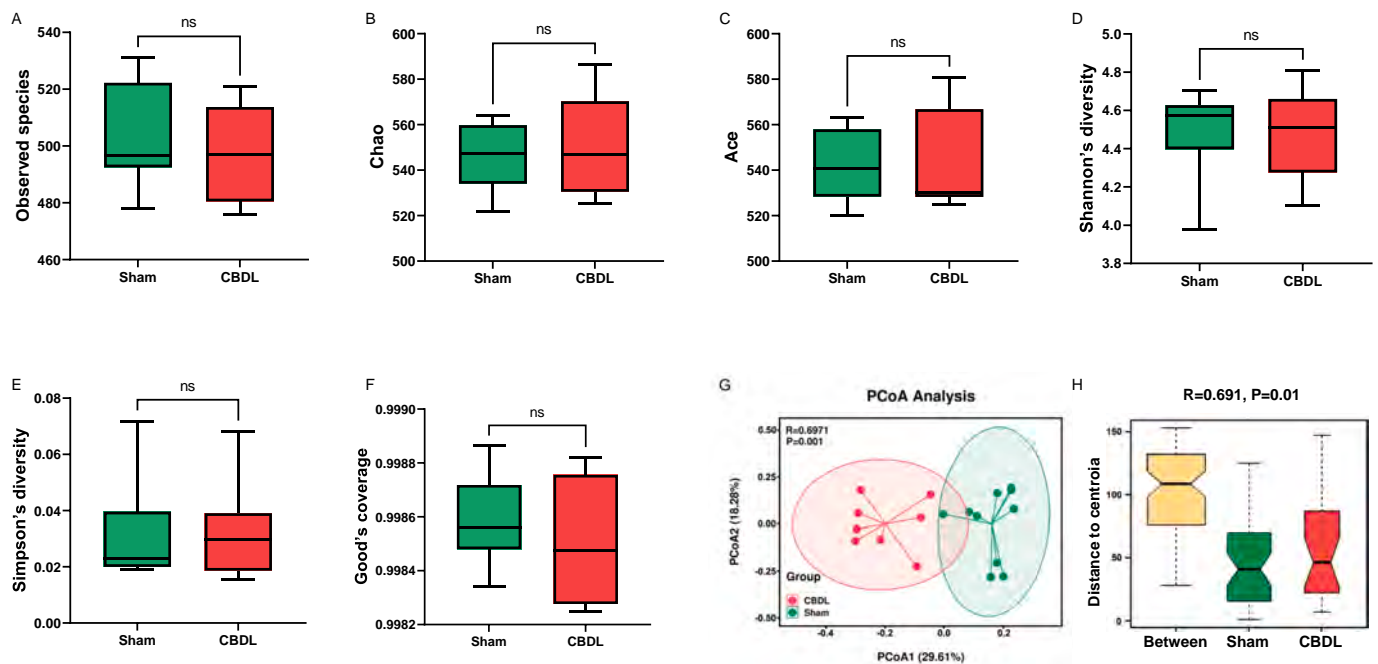 A
ns
Observed species
540
520
500
480
460
Sham
CBDL
B
ns
Chao
600
580
560
540
520
500
Sham
CBDL
C
ns
Ace
600
580
560
540
520
500
Sham
CBDL
D
ns
Shannon's diversity
5.0
4.8
4.6
4.4
4.2
4.0
3.8
Sham
CBDL
E
ns
Simpson's diversity
0.08
0.06
0.04
0.02
0.00
Sham
CBDL
F
ns
Good's coverage
0.9990
0.9988
0.9986
0.9984
0.9982
Sham
CBDL
G
PCoA Analysis
R=0.6971
P=0.001
PCoA2 (18.28%)
0.50
0.25
0.00
-0.25
-0.50
Group
CBDL
Sham
-0.4
-0.2
0.0
0.2
PCoA1 (29.61%)
H
R=0.691, P=0.01
Distance to centroia
150
100
50
0
Between
Sham
CBDL